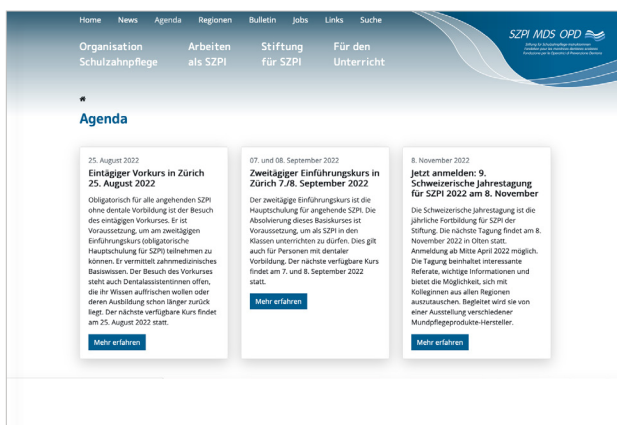 Home News Agenda Regionen Bulletin Jobs Links Suche
SZPI MDS OPD
Organisation Schulzahnpflege
Arbeiten als SZPI
Stiftung für SZPI
Für den Unterricht
Agenda
25. August 2022
Eintägiger Vorkurs in Zürich
25. August 2022
Obligatorisch für alle angehenden SZPI
ohne dentale Vorbildung ist der Besuch
des eintägigen Vorkurses. Er ist
Voraussetzung, um am zweitägigen
Einführungskurs (obligatorische
Hauptschulung für SZPI) teilnehmen zu
können. Er vermittelt zahnmedizinisches
Basiswissen. Der Besuch des Vorkurses
steht auch Dentalassistentinnen offen,
die ihr Wissen auffrischen wollen oder
deren Ausbildung schon länger zurück
liegt. Der nächste verfügbare Kurs findet
am 25. August 2022 statt.
Mehr erfahren
07. und 08. September 2022
Zweitägiger Einführungskurs in
Zürich 7./8. September 2022
Der zweitägige Einführungskurs ist die
Hauptschulung für angehende SZPI. Die
Absolvierung dieses Basiskurses ist
Voraussetzung, um als SZPI in den
Klassen unterrichten zu dürfen. Dies gilt
auch für Personen mit dentaler
Vorbildung. Der nächste verfügbare Kurs
findet am 7. und 8. September 2022
statt.
Mehr erfahren
8. November 2022
Jetzt anmelden: 9.
Schweizerische Jahrestagung
für SZPI 2022 am 8. November
Die Schweizerische Jahrestagung ist die
jährliche Fortbildung für SZPI der
Stiftung. Die nächste Tagung findet am 8.
November 2022 in Olten statt.
Anmeldung ab Mitte April 2022 möglich.
Die Tagung beinhaltet interessante
Referate, wichtige Informationen und
bietet die Möglichkeit, sich mit
Kolleginnen aus allen Regionen
auszutauschen. Begleitet wird sie von
einer Ausstellung verschiedener
Mundpflegeprodukte-Hersteller.
Mehr erfahren